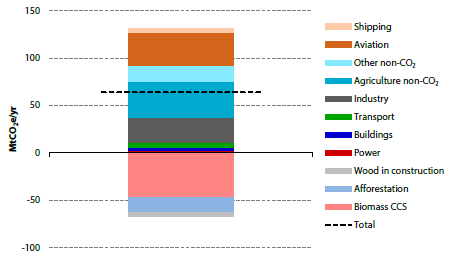 150
100
50
0
-50
-100
MtCO₂e/yr
Shipping
Aviation
Other non-CO₂
Agriculture non-CO₂
Industry
Transport
Buildings
Power
Wood in construction
Afforestation
Biomass CCS
Total